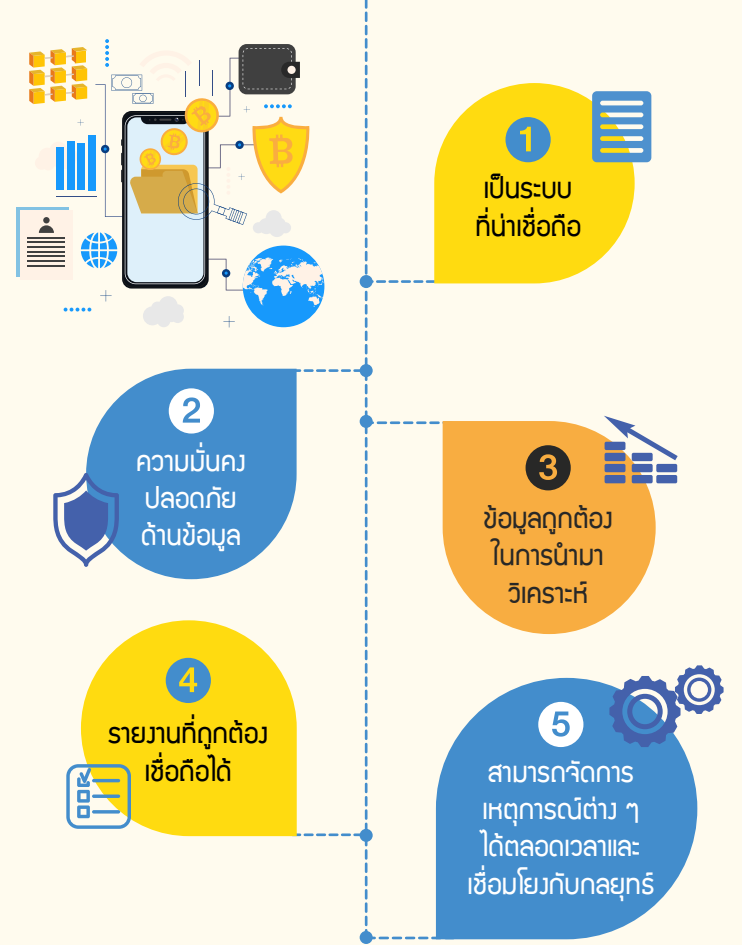 1
เป็นระบบ
ที่น่าเชื่อถือ
2
ความมั่นคง
ปลอดภัย
ด้านข้อมูล
3
ข้อมูลถูกต้อง
ในการนำมา
วิเคราะห์
4
รายงานที่ถูกต้อง
เชื่อถือได้
5
สามารถจัดการ
เหตุการณ์ต่าง ๆ
ได้ตลอดเวลาและ
เชื่อมโยงกับกลยุทธ์